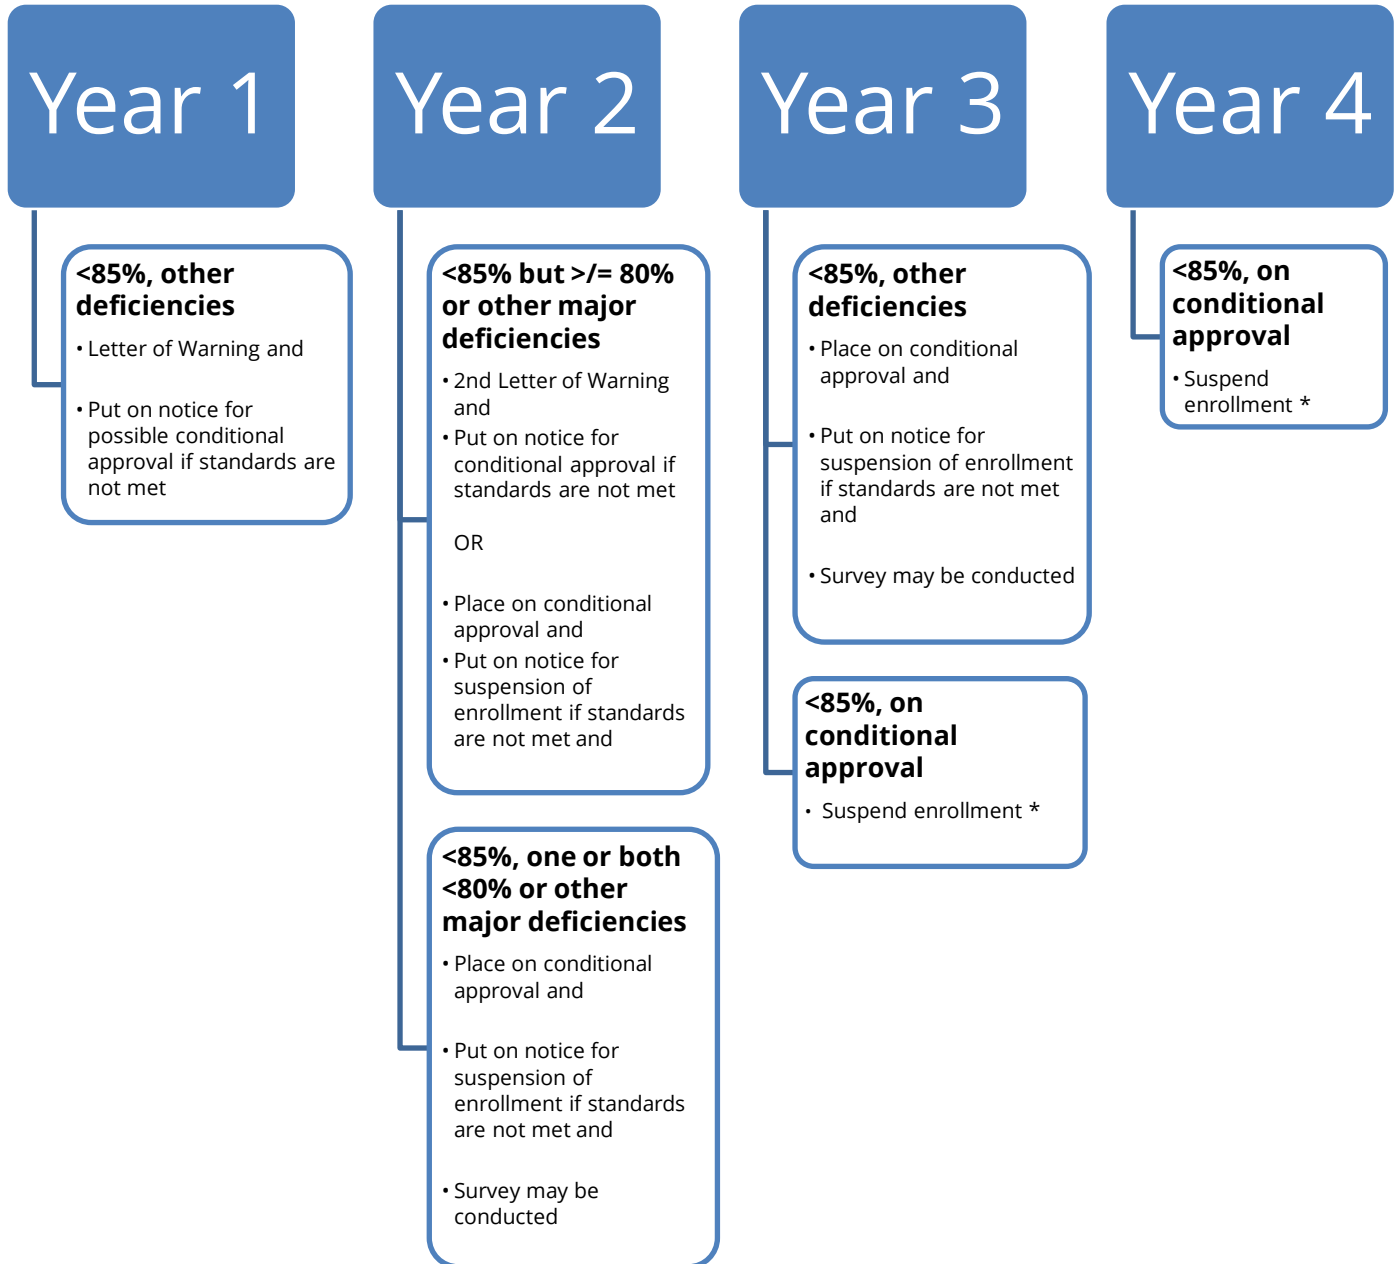 Year 1
<85%, other
deficiencies
• Letter of Warning and
• Put on notice for
possible conditional
approval if standards are
not met
Year 2
<85% but >/= 80%
or other major
deficiencies
• 2nd Letter of Warning
and
• Put on notice for
conditional approval if
standards are not met
OR
• Place on conditional
approval and
• Put on notice for
suspension of
enrollment if standards
are not met and
<85%, one or both
<80% or other
major deficiencies
• Place on conditional
approval and
• Put on notice for
suspension of
enrollment if standards
are not met and
• Survey may be
conducted
Year 3
<85%, other
deficiencies
• Place on conditional
approval and
• Put on notice for
suspension of enrollment
if standards are not met
and
• Survey may be conducted
<85%, on
conditional
approval
• Suspend enrollment *
Year 4
<85%, on
conditional
approval
• Suspend
enrollment *